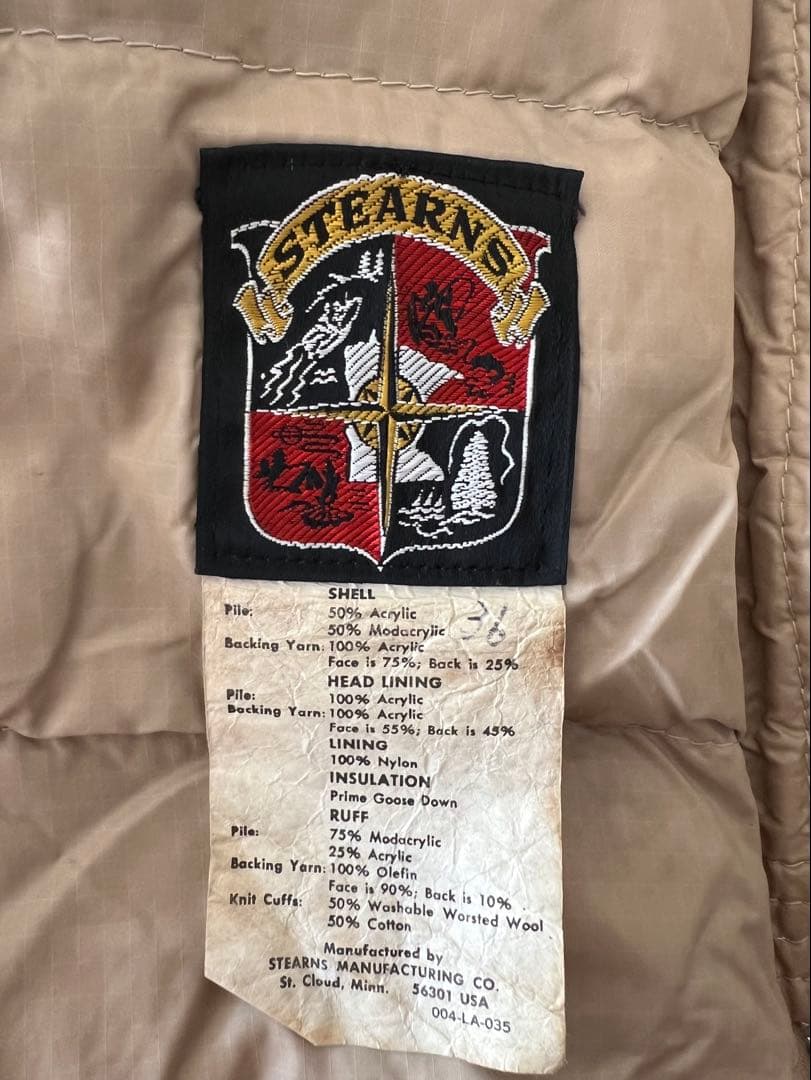 STEARNS
SHELL
Pile: 50% Acrylic
50% Modacrylic 36
Backing Yarn: 100% Acrylic
Face is 75%; Back is 25%
HEAD LINING
Pile: 100% Acrylic
Backing Yarn: 100% Acrylic
Face is 55%; Back is 45%
LINING
100% Nylon
INSULATION
Prime Goose Down
RUFF
Pile: 75% Modacrylic
25% Acrylic
Backing Yarn: 100% Olefin
Face is 90%; Back is 10%
Knit Cuffs: 50% Washable Worsted Wool
50% Cotton
Manufactured by
STEARNS MANUFACTURING CO.
St. Cloud, Minn. 56301 USA
004-LA-035